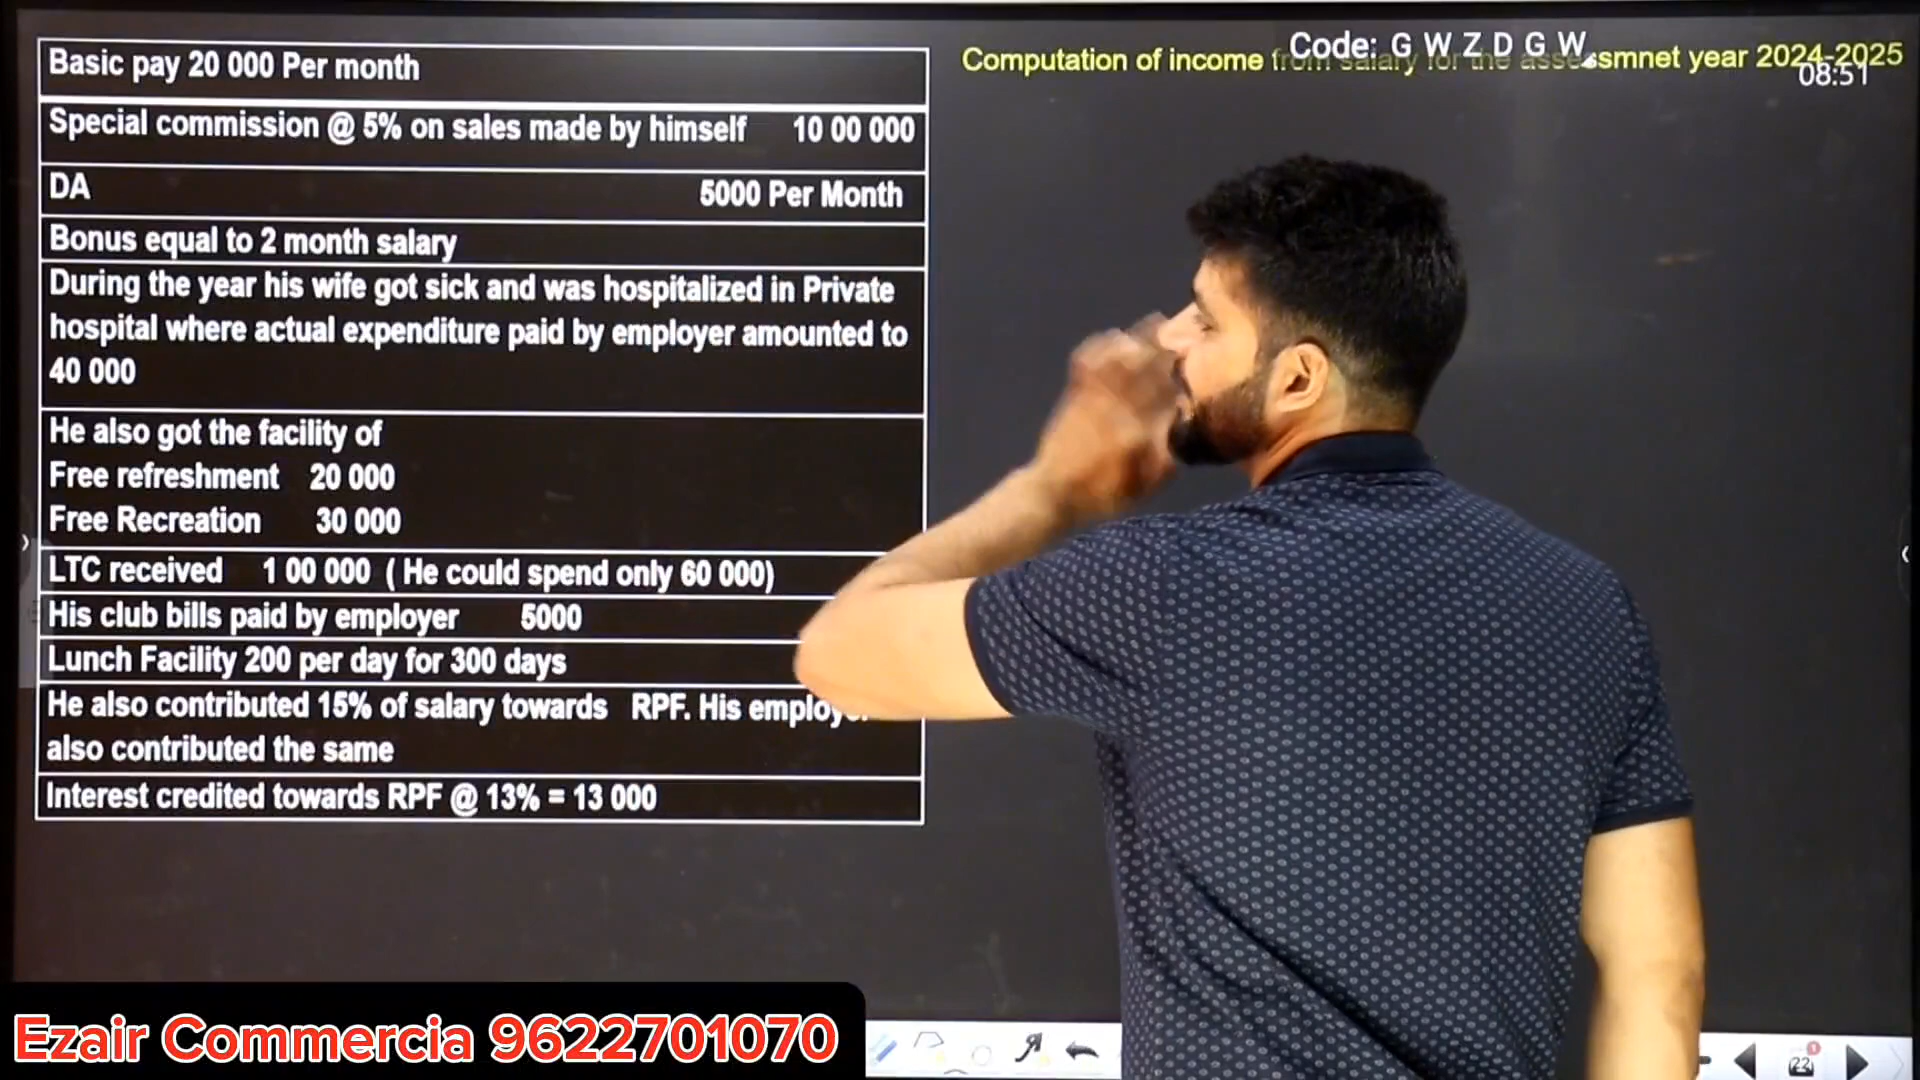 Basic pay 20 000 Per month
Special commission @ 5% on sales made by himself 10 00 000
DA 5000 Per Month
Bonus equal to 2 month salary
During the year his wife got sick and was hospitalized in Private
hospital where actual expenditure paid by employer amounted to
40 000
He also got the facility of
Free refreshment 20 000
Free Recreation 30 000
LTC received 1 00 000 ( He could spend only 60 000)
His club bills paid by employer 5000
Lunch Facility 200 per day for 300 days
He also contributed 15% of salary towards RPF. His
also contributed the same
Interest credited towards RPF @ 13% = 13 000
Computation of income from salary for the assessmnet year 2024-2025
Code: G W Z D G W
08:51
Ezair Commercia 9622701070
22